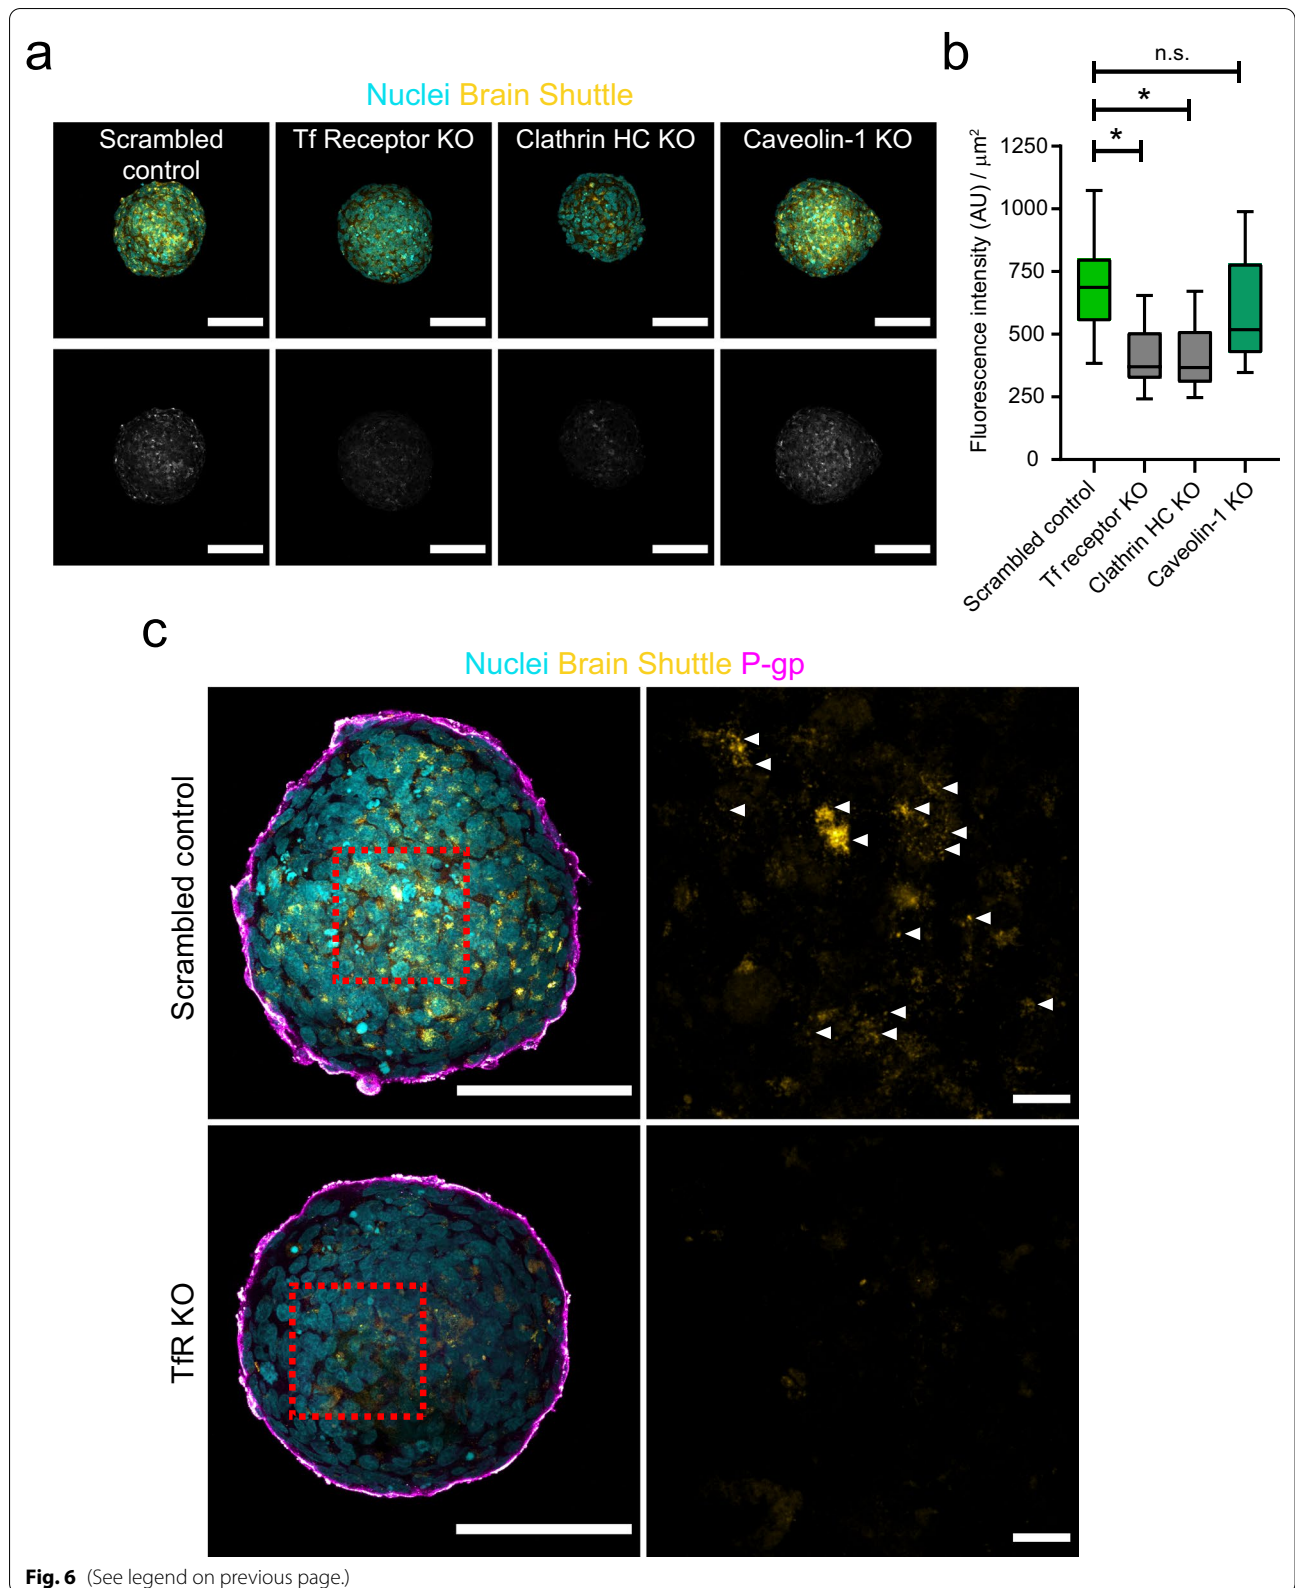 a
Nuclei Brain Shuttle
Scrambled
control
Tf Receptor KO
Clathrin HC KO
Caveolin-1 KO
b
n.s.
*
*
Fluorescence intensity (AU) / µm²
1250
1000
750
500
250
0
Scrambled control
Tf receptor KO
Clathrin HC KO
Caveolin-1 KO
c
Nuclei Brain Shuttle P-gp
Scrambled control
TfR KO
Fig. 6 (See legend on previous page.)